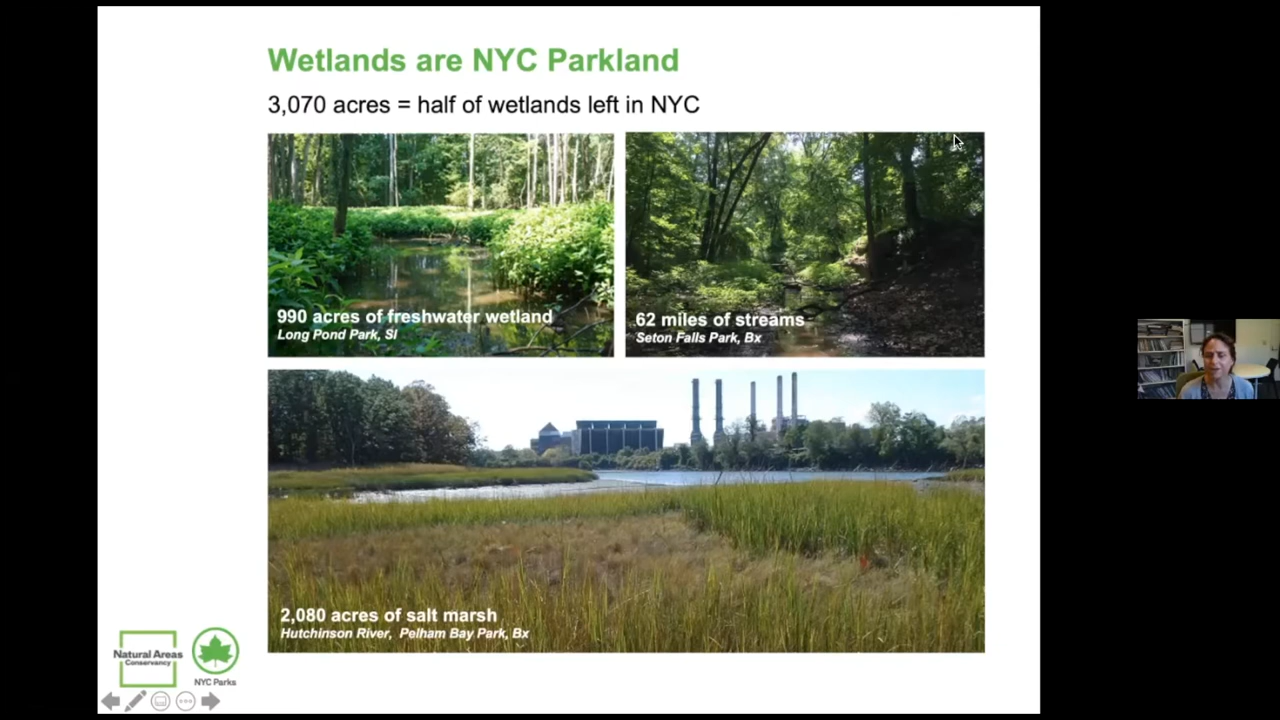 Wetlands are NYC Parkland
3,070 acres = half of wetlands left in NYC
990 acres of freshwater wetland
Long Pond Park, SI
62 miles of streams
Seton Falls Park, Bx
2,080 acres of salt marsh
Hutchinson River, Pelham Bay Park, Bx
Natural Areas
Conservancy
NYC Parks